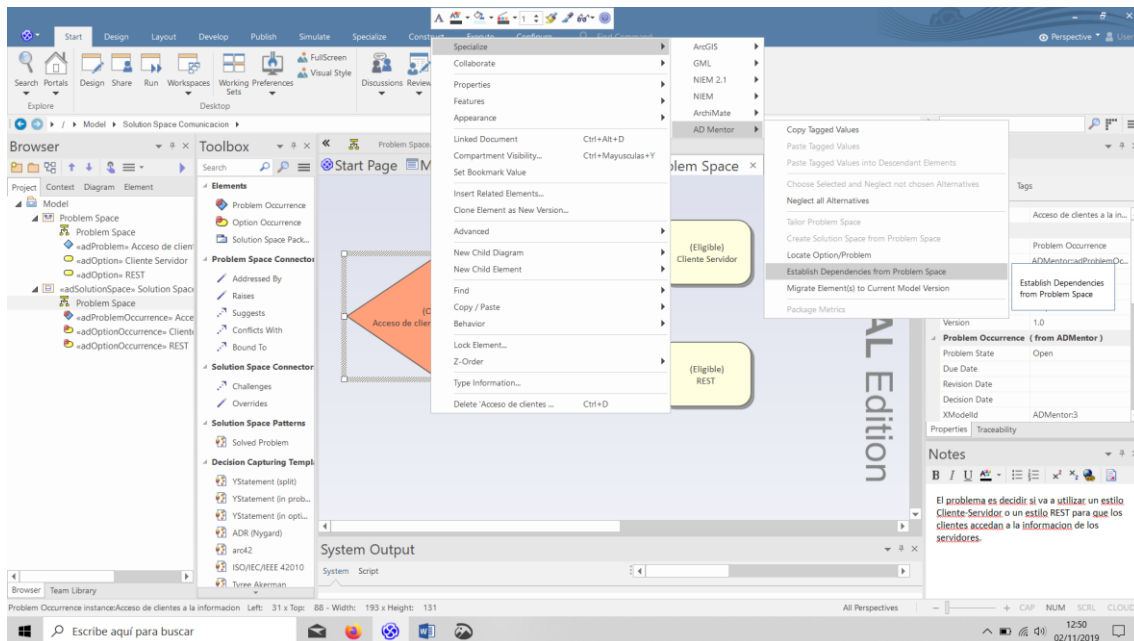 Start Design Layout Develop Publish Simulate Specialize Construct Execute Configure Find Command... Perspective User
Search Portals Design Share Run Workspaces Working Sets Preferences FullScreen Visual Style Discussions Review
Explore Desktop
/ Model Solution Space Comunicacion
Browser
Project Context Diagram Element
Model
Problem Space
Problem Space
«adProblem» Acceso de clien
«adOption» Cliente Servidor
«adOption» REST
«adSolutionSpace» Solution Space
Problem Space
«adProblemOccurrence» Acce
«adOptionOccurrence» Client
«adOptionOccurrence» REST
Browser Team Library
Toolbox
Search
Elements
Problem Occurrence
Option Occurrence
Solution Space Pack...
Problem Space Connector
Addressed By
Raises
Suggests
Conflicts With
Bound To
Solution Space Connector
Challenges
Overrides
Solution Space Patterns
Solved Problem
Decision Capturing Templ
YStatement (split)
YStatement (in prob...
YStatement (in opti...
ADR (Nygard)
arc42
ISO/IEC/IEEE 42010
Tyree Akerman
Problem Space
Start Page
Problem Space
Acceso de clien
(Eligible)
Cliente Servidor
(Eligible)
REST
AL Edition
1
Specialize
Collaborate
Properties
Features
Appearance
Linked Document Ctrl+Alt+D
Compartment Visibility... Ctrl+Mayusculas+Y
Set Bookmark Value
Insert Related Elements...
Clone Element as New Version...
Advanced
New Child Diagram
New Child Element
Find
Copy / Paste
Behavior
Lock Element...
Z-Order
Type Information...
Delete 'Acceso de clientes ... Ctrl+D
ArcGIS
GML
NIEM 2.1
NIEM
ArchiMate
AD Mentor
Copy Tagged Values
Paste Tagged Values
Paste Tagged Values into Descendant Elements
Choose Selected and Neglect not chosen Alternatives
Neglect all Alternatives
Tailor Problem Space
Create Solution Space from Problem Space
Locate Option/Problem
Establish Dependencies from Problem Space
Migrate Element(s) to Current Model Version
Package Metrics
Establish Dependencies
from Problem Space
Tags
Acceso de clientes a la in...
Problem Occurrence
ADMentor::adProblemOc...
Version 1.0
Problem Occurrence ( from ADMentor )
Problem State Open
Due Date
Revision Date
Decision Date
XModelId ADMentor:3
Properties Traceability
Notes
B I U
El problema es decidir si va a utilizar un estilo
Cliente-Servidor o un estilo REST para que los
clientes accedan a la informacion de los
servidores.
System Output
System Script
Problem Occurrence instance:Acceso de clientes a la informacion Left: 31 x Top: 88 - Width: 193 x Height: 131 All Perspectives CAP NUM SCRL CLOUD
Escribe aquí para buscar
12:50
02/11/2019